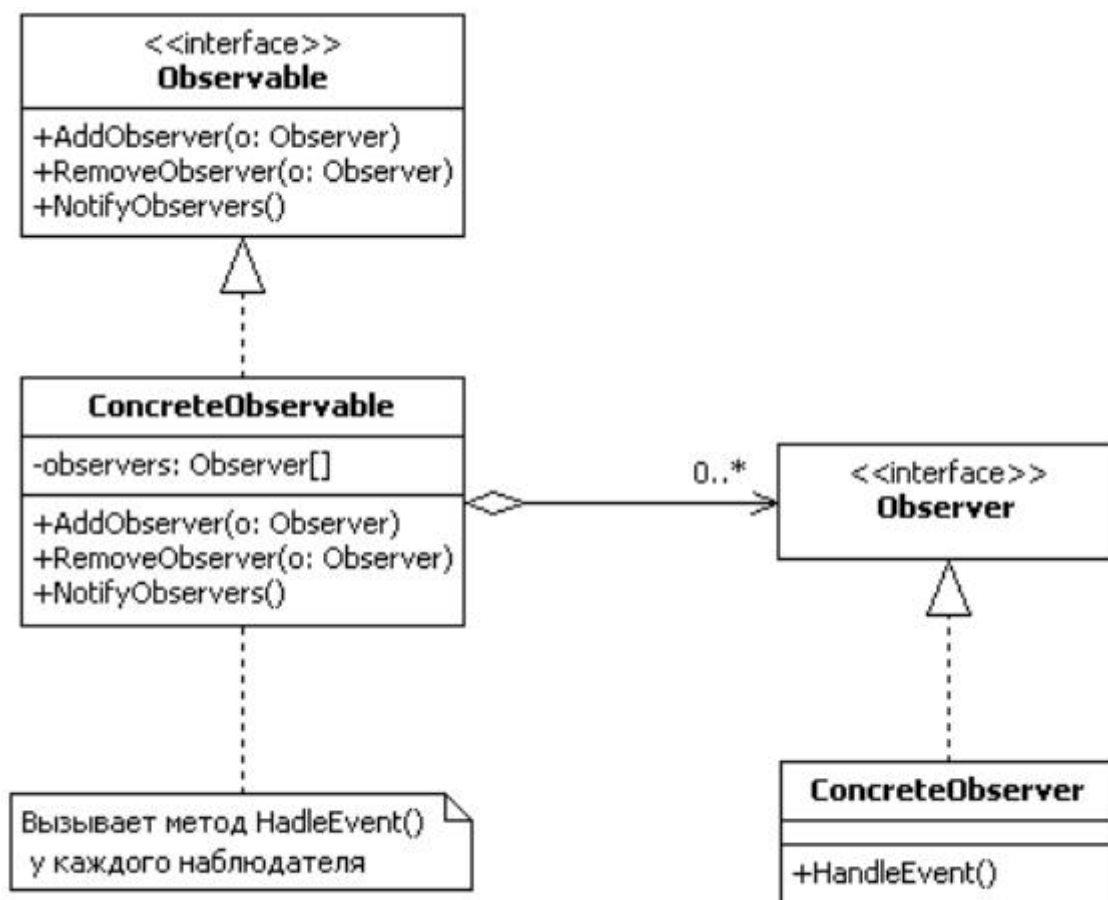 <<interface>>
Observable
+AddObserver(o: Observer)
+RemoveObserver(o: Observer)
+NotifyObservers()
ConcreteObservable
-observers: Observer[]
+AddObserver(o: Observer)
+RemoveObserver(o: Observer)
+NotifyObservers()
0..*
<<interface>>
Observer
Вызывает метод HadleEvent()
у каждого наблюдателя
ConcreteObserver
+HandleEvent()